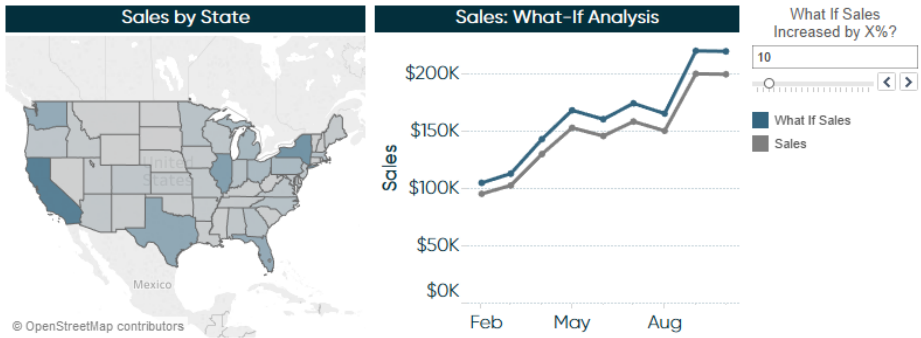 Sales by State
United
States
Mexico
© OpenStreetMap contributors
Sales: What-If Analysis
Sales
$200K
$150K
$100K
$50K
$0K
Feb
May
Aug
What If Sales
Increased by X%?
10
What If Sales
Sales